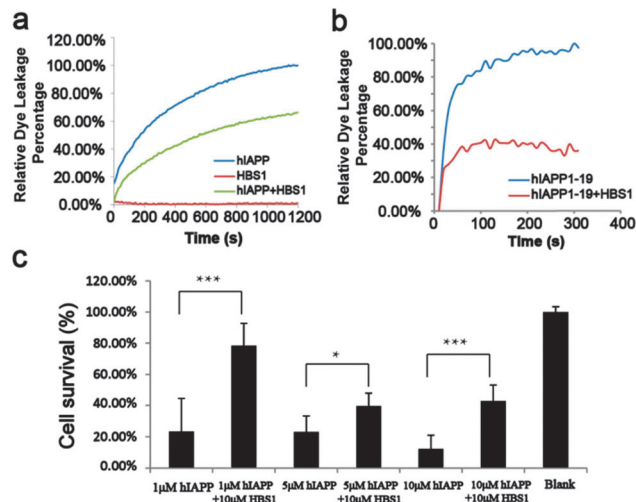 a
Relative Dye Leakage
Percentage
120.00%
100.00%
80.00%
60.00%
40.00%
20.00%
0.00%
hIAPP
HBS1
hIAPP+HBS1
0 200 400 600 800 1000 1200
Time (s)
b
Relative Dye Leakage
Percentage
100.00%
80.00%
60.00%
40.00%
20.00%
0.00%
hIAPP1-19
hIAPP1-19+HBS1
0 100 200 300 400
Time (s)
c
Cell survival (%)
120.00%
100.00%
80.00%
60.00%
40.00%
20.00%
0.00%
*** * ***
1μM hIAPP 1μM hIAPP 5μM hIAPP 5μM hIAPP 10μM hIAPP 10μM hIAPP Blank
+10μM HBS1 +10μM HBS1 +10μM HBS1